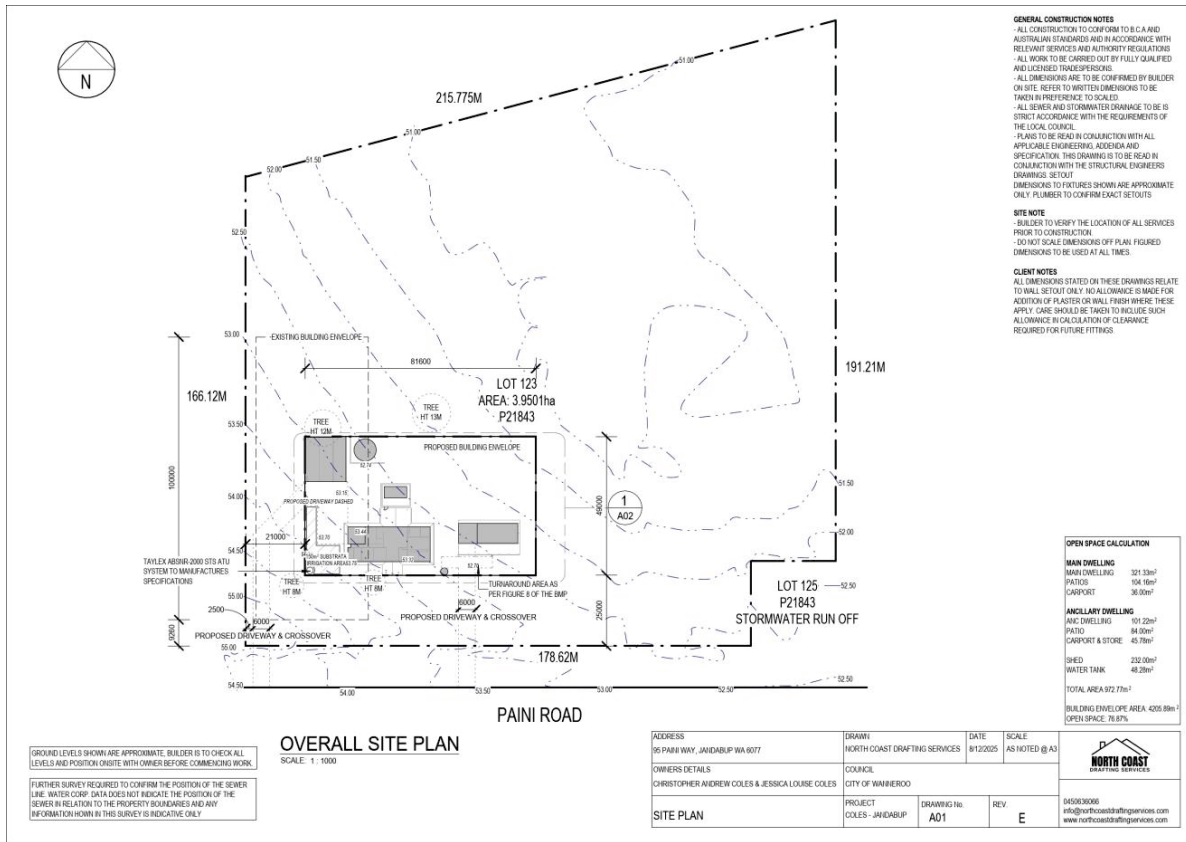 N
215.775M
51.00
51.00
51.50
52.00
52.50
53.00
EXISTING BUILDING ENVELOPE
81600
LOT 123
AREA: 3.9501ha
P21843
166.12M
191.21M
TREE
HT 13M
TREE
HT 12M
53.50
PROPOSED BUILDING ENVELOPE
52.74
100000
53.15
PROPOSED DRIVEWAY DASHED
49000
1
A02
51.50
54.00
52.00
53.70
53.44
21000
54.50
TAYLEX ABSNR-2000 STS ATU
SYSTEM TO MANUFACTURES
SPECIFICATIONS
SUBSTRATA
IRRIGATION AREA
53.32
52.70
TREE
HT 8M
TREE
HT 8M
TURNAROUND AREA AS
PER FIGURE 8 OF THE BMP
LOT 125
P21843
STORMWATER RUN OFF
52.50
55.00
2500
6000
6000
25000
PROPOSED DRIVEWAY & CROSSOVER
PROPOSED DRIVEWAY & CROSSOVER
9260
55.00
178.62M
54.50
54.00
53.50
53.00
52.50
52.50
PAINI ROAD
OVERALL SITE PLAN
SCALE: 1 : 1000
GROUND LEVELS SHOWN ARE APPROXIMATE, BUILDER IS TO CHECK ALL
LEVELS AND POSITION ONSITE WITH OWNER BEFORE COMMENCING WORK.
FURTHER SURVEY REQUIRED TO CONFIRM THE POSITION OF THE SEWER
LINE. WATER CORP. DATA DOES NOT INDICATE THE POSITION OF THE
SEWER IN RELATION TO THE PROPERTY BOUNDARIES AND ANY
INFORMATION HOWN IN THIS SURVEY IS INDICATIVE ONLY
GENERAL CONSTRUCTION NOTES
- ALL CONSTRUCTION TO CONFORM TO B.C.A AND
AUSTRALIAN STANDARDS AND IN ACCORDANCE WITH
RELEVANT SERVICES AND AUTHORITY REGULATIONS
- ALL WORK TO BE CARRIED OUT BY FULLY QUALIFIED
AND LICENSED TRADESPERSONS.
- ALL DIMENSIONS ARE TO BE CONFIRMED BY BUILDER
ON SITE. REFER TO WRITTEN DIMENSIONS TO BE
TAKEN IN PREFERENCE TO SCALED.
- ALL SEWER AND STORMWATER DRAINAGE TO BE IS
STRICT ACCORDANCE WITH THE REQUIREMENTS OF
THE LOCAL COUNCIL.
- PLANS TO BE READ IN CONJUNCTION WITH ALL
APPLICABLE ENGINEERING, ADDENDA AND
SPECIFICATION. THIS DRAWING IS TO BE READ IN
CONJUNCTION WITH THE STRUCTURAL ENGINEERS
DRAWINGS. SETOUT
DIMENSIONS TO FIXTURES SHOWN ARE APPROXIMATE
ONLY. PLUMBER TO CONFIRM EXACT SETOUTS
SITE NOTE
- BUILDER TO VERIFY THE LOCATION OF ALL SERVICES
PRIOR TO CONSTRUCTION.
- DO NOT SCALE DIMENSIONS OFF PLAN. FIGURED
DIMENSIONS TO BE USED AT ALL TIMES.
CLIENT NOTES
ALL DIMENSIONS STATED ON THESE DRAWINGS RELATE
TO WALL SETOUT ONLY. NO ALLOWANCE IS MADE FOR
ADDITION OF PLASTER OR WALL FINISH WHERE THESE
APPLY. CARE SHOULD BE TAKEN TO INCLUDE SUCH
ALLOWANCE IN CALCULATION OF CLEARANCE
REQUIRED FOR FUTURE FITTINGS.
OPEN SPACE CALCULATION
MAIN DWELLING
MAIN DWELLING 321.33m²
PATIOS 104.16m²
CARPORT 36.00m²
ANCILLARY DWELLING
ANC DWELLING 101.22m²
PATIO 84.00m²
CARPORT & STORE 45.78m²
SHED 232.00m²
WATER TANK 48.28m²
TOTAL AREA 972.77m²
BUILDING ENVELOPE AREA: 4205.89m²
OPEN SPACE: 76.87%
ADDRESS
95 PAINI WAY, JANDABUP WA 6077
DRAWN
NORTH COAST DRAFTING SERVICES
DATE
8/12/2025
SCALE
AS NOTED @ A3
OWNERS DETAILS
CHRISTOPHER ANDREW COLES & JESSICA LOUISE COLES
COUNCIL
CITY OF WANNEROO
SITE PLAN
PROJECT
COLES - JANDABUP
DRAWING No.
A01
REV.
E
NORTH COAST
DRAFTING SERVICES
0450636066
info@northcoastdraftingservices.com
www.northcoastdraftingservices.com